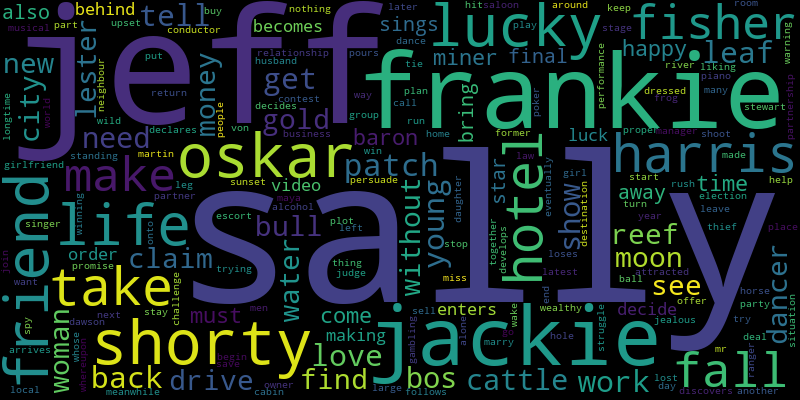 also behind tell nothing buy later hit saloon around keep room
upset becomes sings lucky fisher
musical part conductor dance play stage
jeff frankie
new lester money relationship husband pours tie miner final happy leaf warning
city neighbour put get way plan call bring river liking
longtime return decides contest group run poker piano dressed many frog stewart
need wild people gold business von home former luck proper manager shoot partnership
declares baron win law harris
girlfriend standing martin oskar patch eventually girl made
friend make leg sunset video persuade star start rush help
singer winning life partner maya alcohol without young daughter hotel show away time
escort plot left turn election
onto bull sally year leave thief place
order claim thing judge together develops stop destination reef
promise trying water loses moon ball attracted
want miss latest see offer horse
join take must come enters end wake wealthy decide jealous party dancer
spy stay challenge men sell mr try deal situation
woman next making jackie hole
arrives dawson shorty love gambling alone go marry struggle fall
whose whereupon begin save find bos cattle work ranger
local back drive owner large follows lost day discovers another
meanwhile cabin
world performance